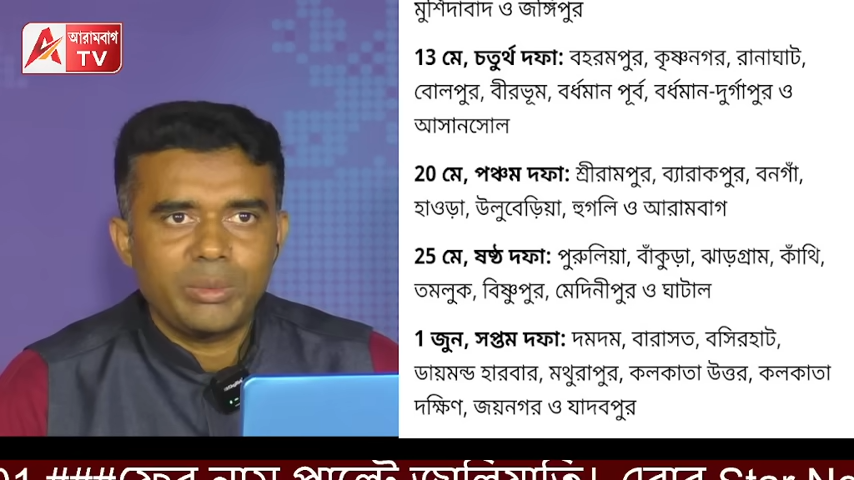 আরামবাগ
TV
মুর্শিদাবাদ ও জঙ্গিপুর
13 মে, চতুর্থ দফা: বহরমপুর, কৃষ্ণনগর, রানাঘাট,
বোলপুর, বীরভূম, বর্ধমান পূর্ব, বর্ধমান-দুর্গাপুর ও
আসানসোল
20 মে, পঞ্চম দফা: শ্রীরামপুর, ব্যারাকপুর, বনগাঁ,
হাওড়া, উলুবেড়িয়া, হুগলি ও আরামবাগ
25 মে, ষষ্ঠ দফা: পুরুলিয়া, বাঁকুড়া, ঝাড়গ্রাম, কাঁথি,
তমলুক, বিষ্ণুপুর, মেদিনীপুর ও ঘাটাল
1 জুন, সপ্তম দফা: দমদম, বারাসত, বসিরহাট,
ডায়মন্ড হারবার, মথুরাপুর, কলকাতা উত্তর, কলকাতা
দক্ষিণ, জয়নগর ও যাদবপুর
###ফের নাম পাল্টে জালিয়াতি। এবার Star